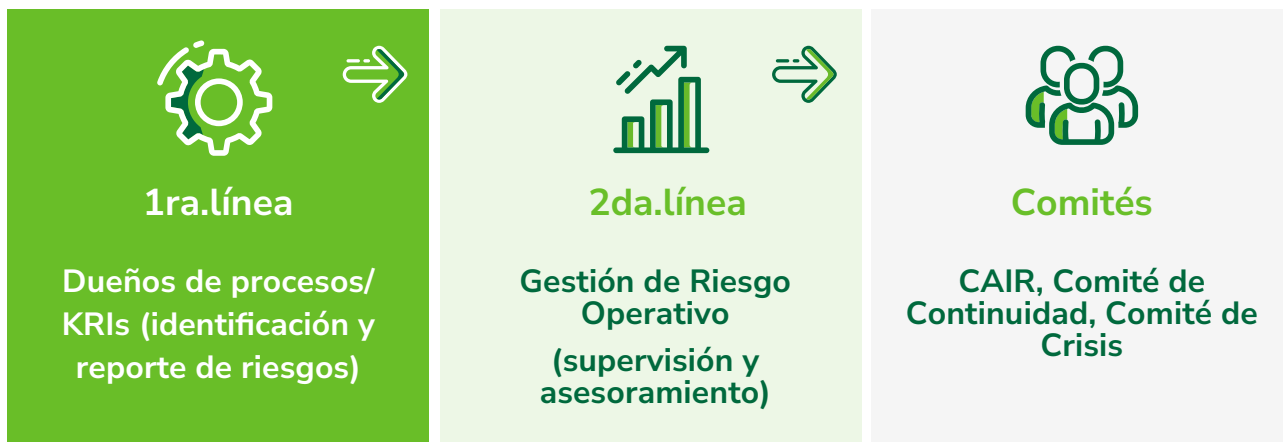 1ra.línea
Dueños de procesos/
KRIs (identificación y
reporte de riesgos)
2da.línea
Gestión de Riesgo
Operativo
(supervisión y
asesoramiento)
Comités
CAIR, Comité de
Continuidad, Comité de
Crisis